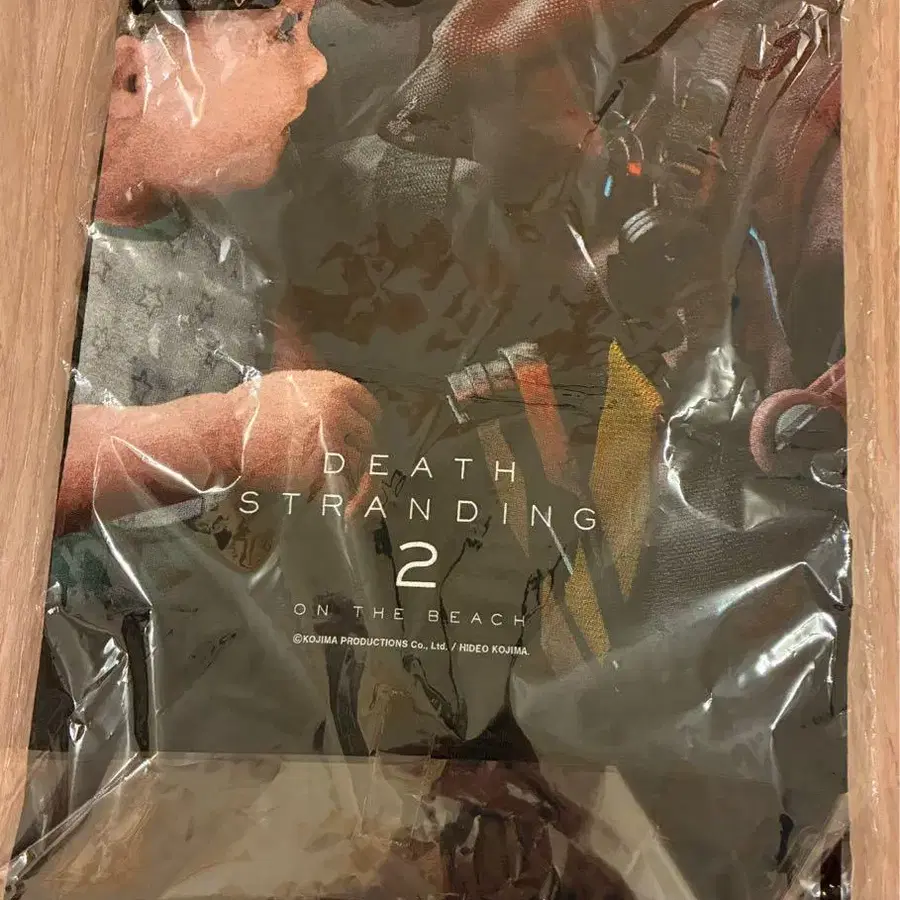 DEATH
STRANDING
2
ON THE BEACH
©KOJIMA PRODUCTIONS Co., Ltd. / HIDEO KOJIMA.